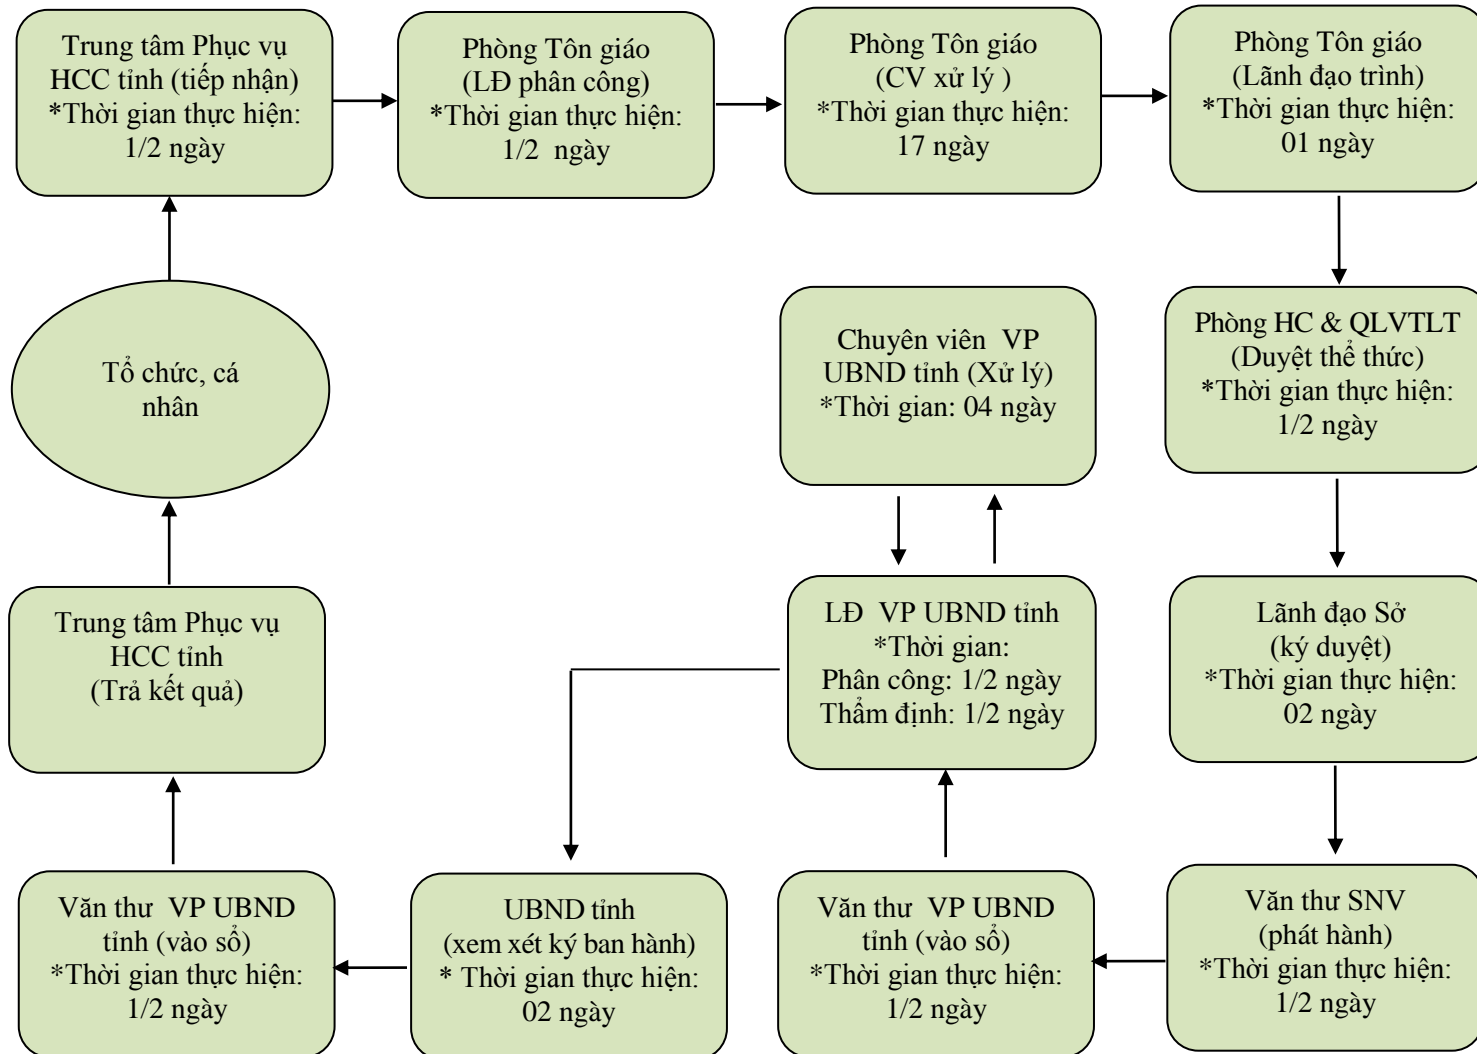 Trung tâm Phục vụ
HCC tỉnh (tiếp nhận)
*Thời gian thực hiện:
1/2 ngày
Phòng Tôn giáo
(LĐ phân công)
*Thời gian thực hiện:
1/2 ngày
Phòng Tôn giáo
(CV xử lý )
*Thời gian thực hiện:
17 ngày
Phòng Tôn giáo
(Lãnh đạo trình)
*Thời gian thực hiện:
01 ngày
Phòng HC & QLVTLT
(Duyệt thể thức)
*Thời gian thực hiện:
1/2 ngày
Lãnh đạo Sở
(ký duyệt)
*Thời gian thực hiện:
02 ngày
Văn thư SNV
(phát hành)
*Thời gian thực hiện:
1/2 ngày
Văn thư VP UBND
tỉnh (vào sổ)
*Thời gian thực hiện:
1/2 ngày
LĐ VP UBND tỉnh
*Thời gian:
Phân công: 1/2 ngày
Thẩm định: 1/2 ngày
Chuyên viên VP
UBND tỉnh (Xử lý)
*Thời gian: 04 ngày
UBND tỉnh
(xem xét ký ban hành)
* Thời gian thực hiện:
02 ngày
Văn thư VP UBND
tỉnh (vào sổ)
*Thời gian thực hiện:
1/2 ngày
Trung tâm Phục vụ
HCC tỉnh
(Trả kết quả)
Tổ chức, cá
nhân